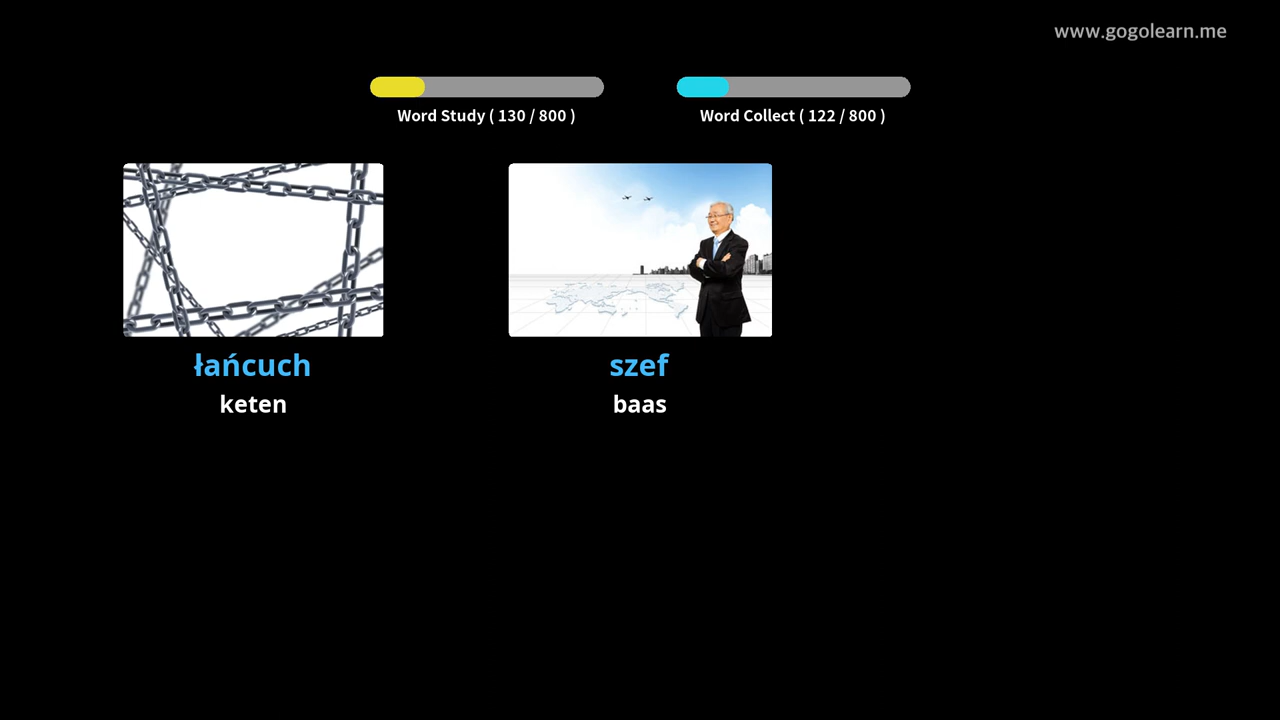 www.gogolearn.me
Word Study ( 130 / 800 )
Word Collect ( 122 / 800 )
łańcuch
szef
keten
baas